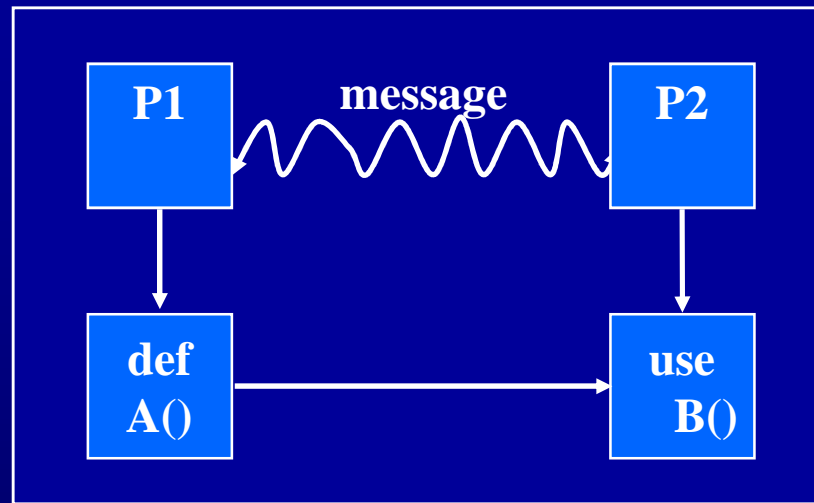 P1
message
P2
def
A()
use
B()